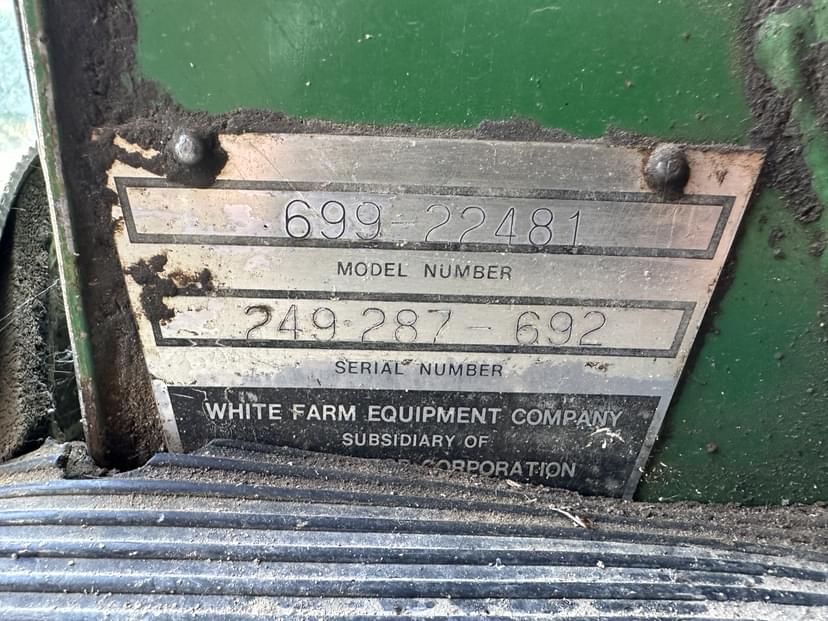 699-22481
MODEL NUMBER
249•287-692
SERIAL NUMBER
WHITE FARM EQUIPMENT COMPANY
SUBSIDIARY OF
CORPORATION